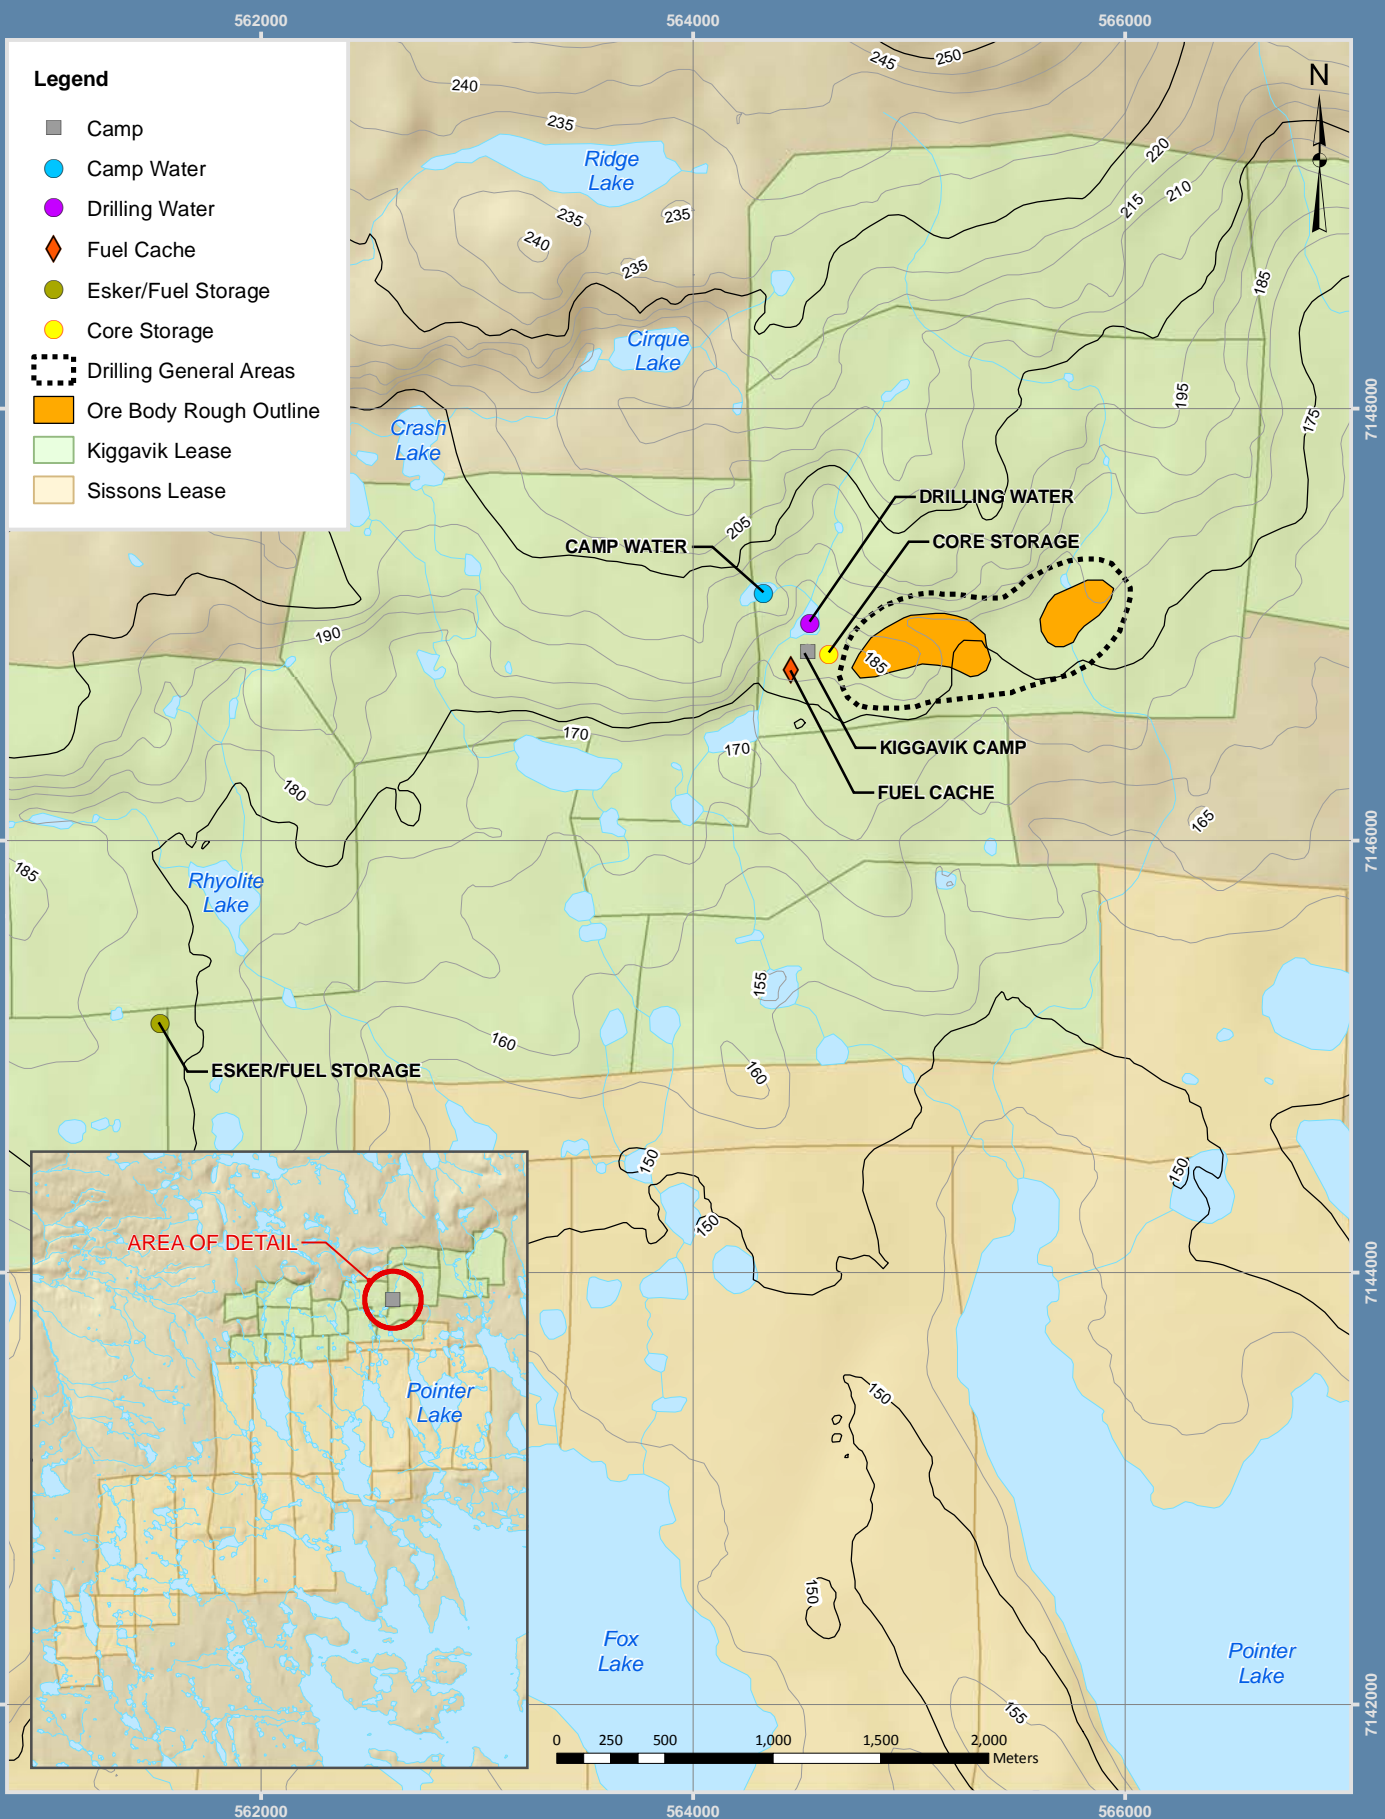 562000
564000
566000
Legend
Camp
Camp Water
Drilling Water
Fuel Cache
Esker/Fuel Storage
Core Storage
Drilling General Areas
Ore Body Rough Outline
Kiggavik Lease
Sissons Lease
N
245
250
240
235
Ridge
Lake
220
210
215
235
235
240
235
185
Cirque
Lake
195
175
7148000
Crash
Lake
DRILLING WATER
205
CORE STORAGE
CAMP WATER
190
185
170
170
KIGGAVIK CAMP
180
FUEL CACHE
165
7146000
185
Rhyolite
Lake
155
160
160
ESKER/FUEL STORAGE
150
150
150
AREA OF DETAIL
7144000
Pointer
Lake
150
150
Fox
Lake
Pointer
Lake
155
7142000
0
250
500
1,000
1,500
2,000
Meters
562000
564000
566000